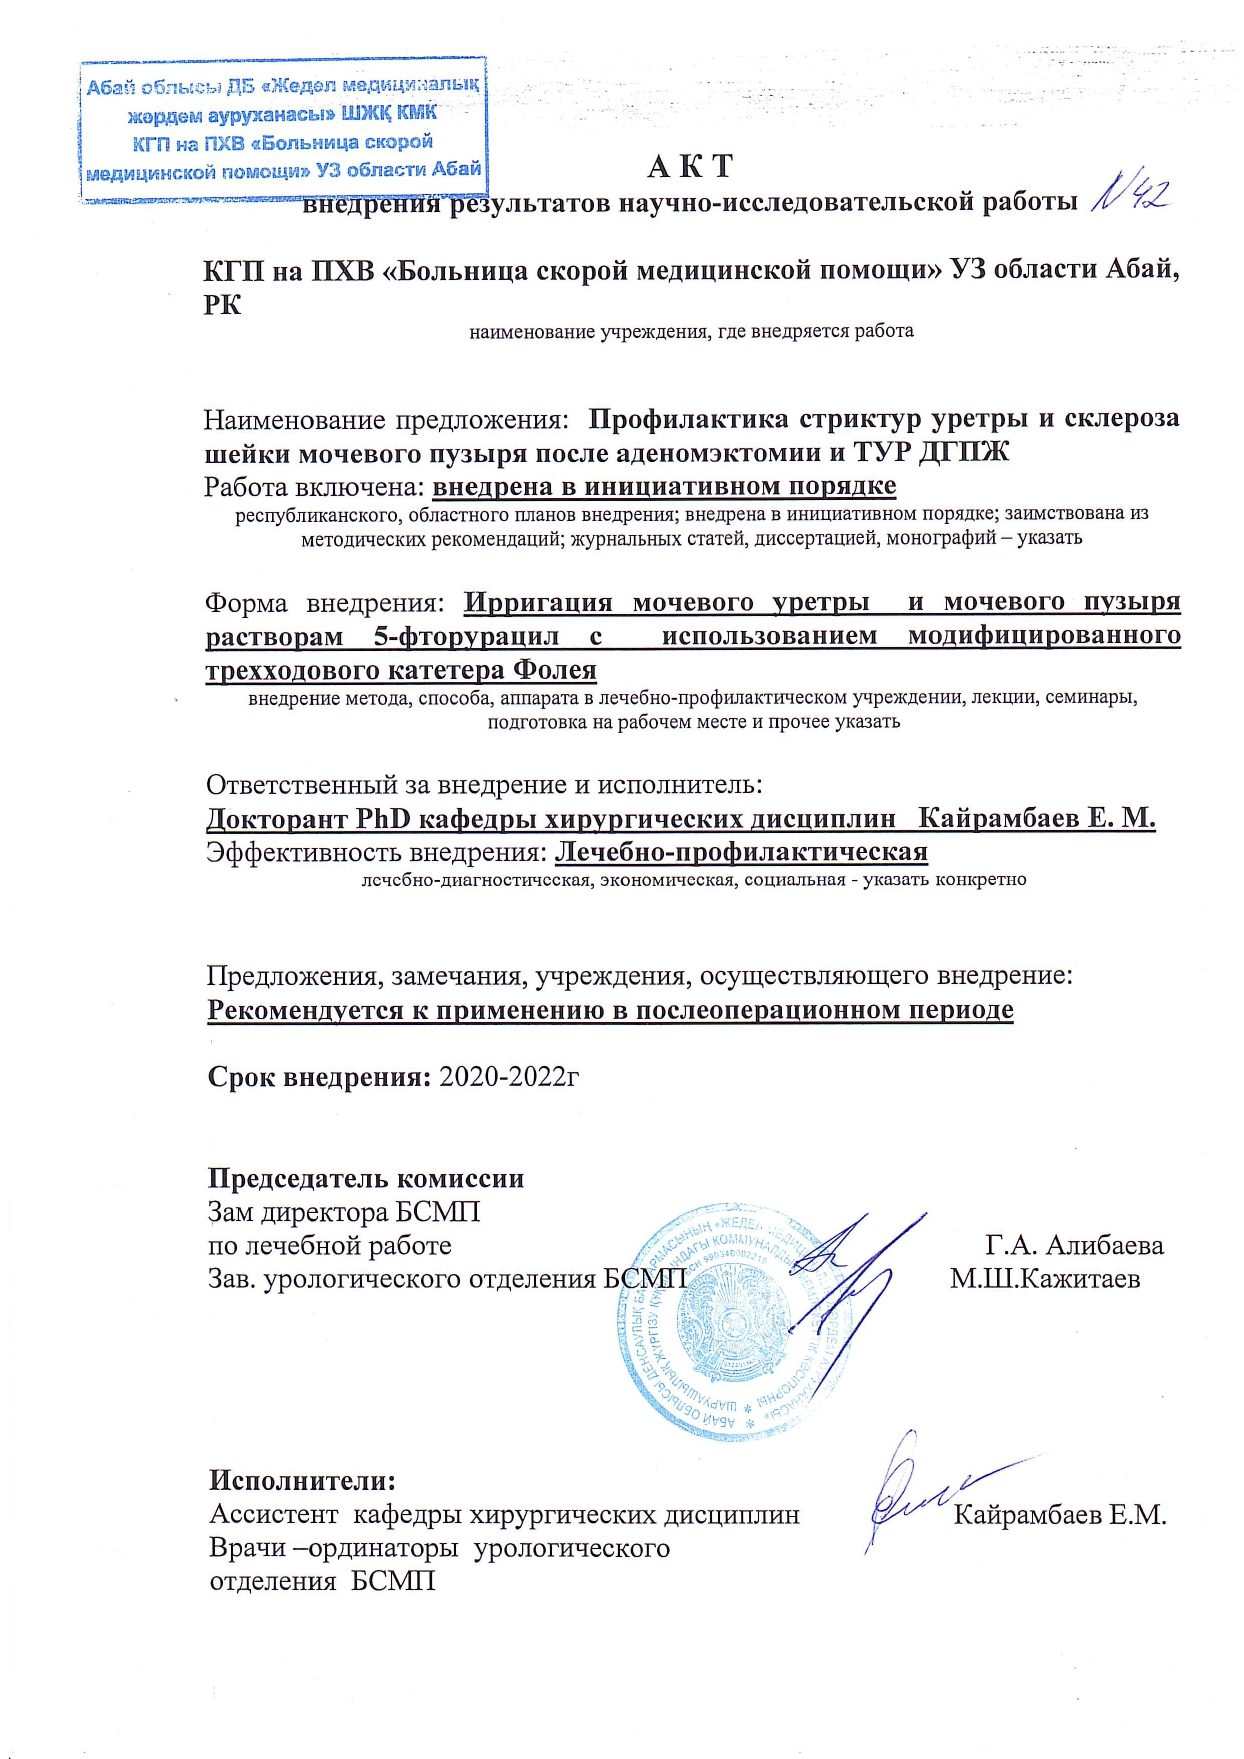 Абай облысы ДБ «Жедел медициналық
жәрдем ауруханасы» ШЖҚ КМК
КГП на ПХВ «Больница скорой
медицинской помощи» УЗ области Абай
А К Т
внедрения результатов научно-исследовательской работы
N42
КГП на ПХВ «Больница скорой медицинской помощи» УЗ области Абай,
РК
наименование учреждения, где внедряется работа
Наименование предложения: Профилактика стриктур уретры и склероза
шейки мочевого пузыря после аденомэктомии и ТУР ДГПЖ
Работа включена: внедрена в инициативном порядке
республиканского, областного планов внедрения; внедрена в инициативном порядке; заимствована из
методических рекомендаций; журнальных статей, диссертацией, монографий – указать
Форма внедрения: Ирригация мочевого уретры и мочевого пузыря
растворам 5-фторурацил с использованием модифицированного
трехходового катетера Фолея
внедрение метода, способа, аппарата в лечебно-профилактическом учреждении, лекции, семинары,
подготовка на рабочем месте и прочее указать
Ответственный за внедрение и исполнитель:
Докторант PhD кафедры хирургических дисциплин Кайрамбаев Е. М.
Эффективность внедрения: Лечебно-профилактическая
лечебно-диагностическая, экономическая, социальная - указать конкретно
Предложения, замечания, учреждения, осуществляющего внедрение:
Рекомендуется к применению в послеоперационном периоде
Срок внедрения: 2020-2022г
Председатель комиссии
Зам директора БСМП
по лечебной работе Г.А. Алибаева
Зав. урологического отделения БСМП М.Ш.Кажитаев
Исполнители:
Ассистент кафедры хирургических дисциплин Кайрамбаев Е.М.
Врачи –ординаторы урологического
отделения БСМП